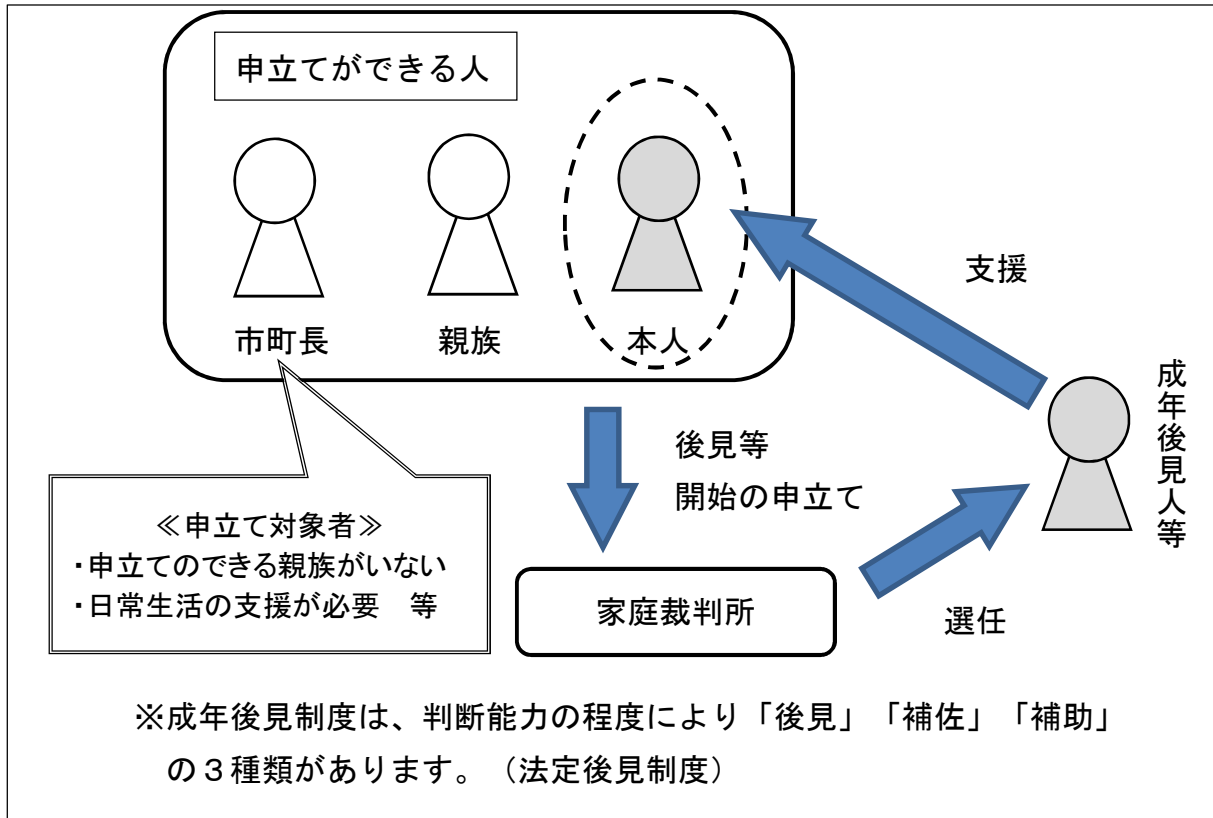 申立てができる人
市町長
親族
本人
支援
成年後見人等
後見等
開始の申立て
≪申立て対象者≫
・申立てのできる親族がいない
・日常生活の支援が必要　等
家庭裁判所
選任
※成年後見制度は、判断能力の程度により「後見」「補佐」「補助」
の３種類があります。（法定後見制度）